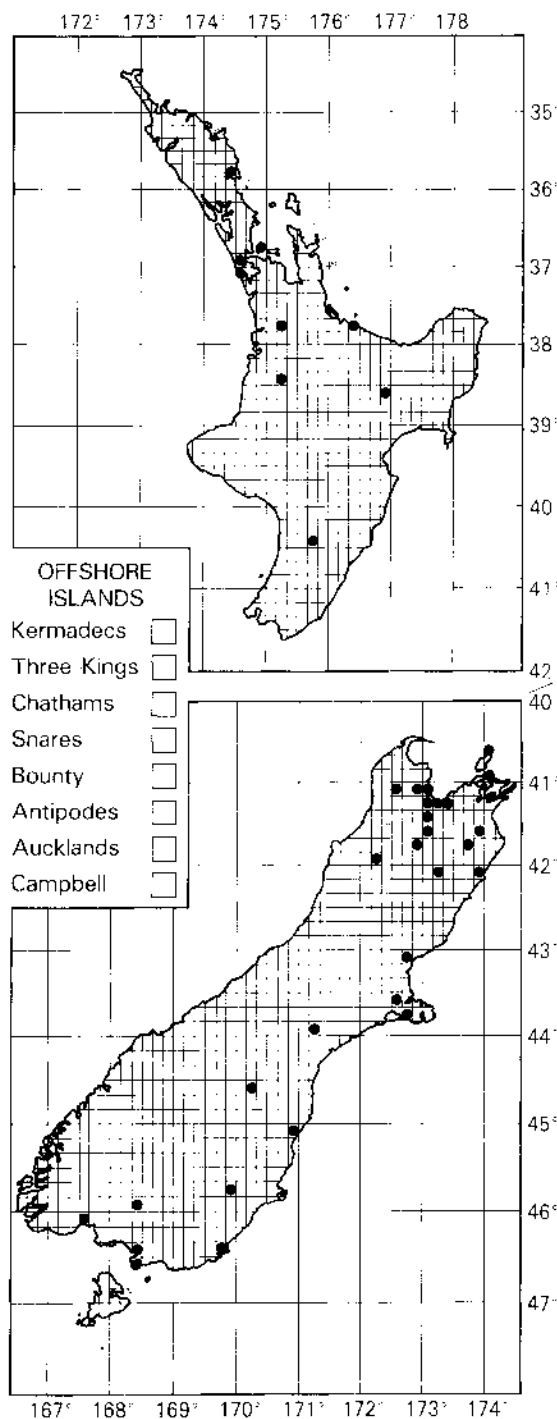 172° 173° 174° 175° 176° 177° 178°
35°
36°
37°
38°
39°
40
41°
42
OFFSHORE
ISLANDS
Kermadecs
Three Kings
Chathams
Snares
Bounty
Antipodes
Aucklands
Campbell
40
41°
42°
43°
44°
45°
46°
47°
167° 168° 169° 170° 171° 172° 173° 174°